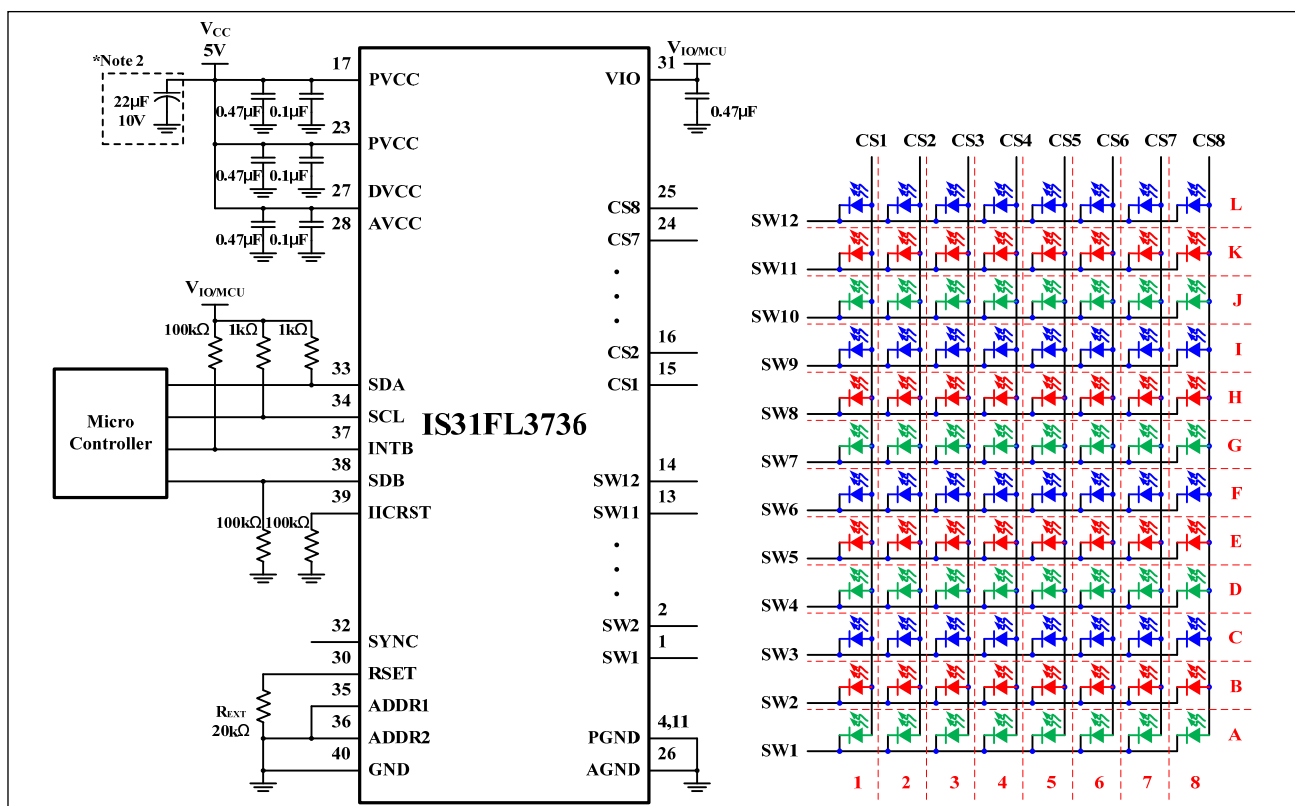 *Note 2
22µF
10V
VCC
5V
0.47µF
0.1µF
0.47µF
0.1µF
0.47µF
0.1µF
17
PVCC
23
PVCC
27
DVCC
28
AVCC
VIO/MCU
100kΩ
1kΩ
1kΩ
Micro
Controller
33
SDA
34
SCL
37
INTB
38
SDB
39
IICRST
100kΩ
100kΩ
32
SYNC
30
RSET
35
ADDR1
36
ADDR2
40
GND
REXT
20kΩ
IS31FL3736
VIO/MCU
31
VIO
0.47µF
25
CS8
24
CS7
16
CS2
15
CS1
14
SW12
13
SW11
2
SW2
1
SW1
4,11
PGND
26
AGND
CS1 CS2 CS3 CS4 CS5 CS6 CS7 CS8
SW12 L
SW11 K
SW10 J
SW9 I
SW8 H
SW7 G
SW6 F
SW5 E
SW4 D
SW3 C
SW2 B
SW1 A
1 2 3 4 5 6 7 8